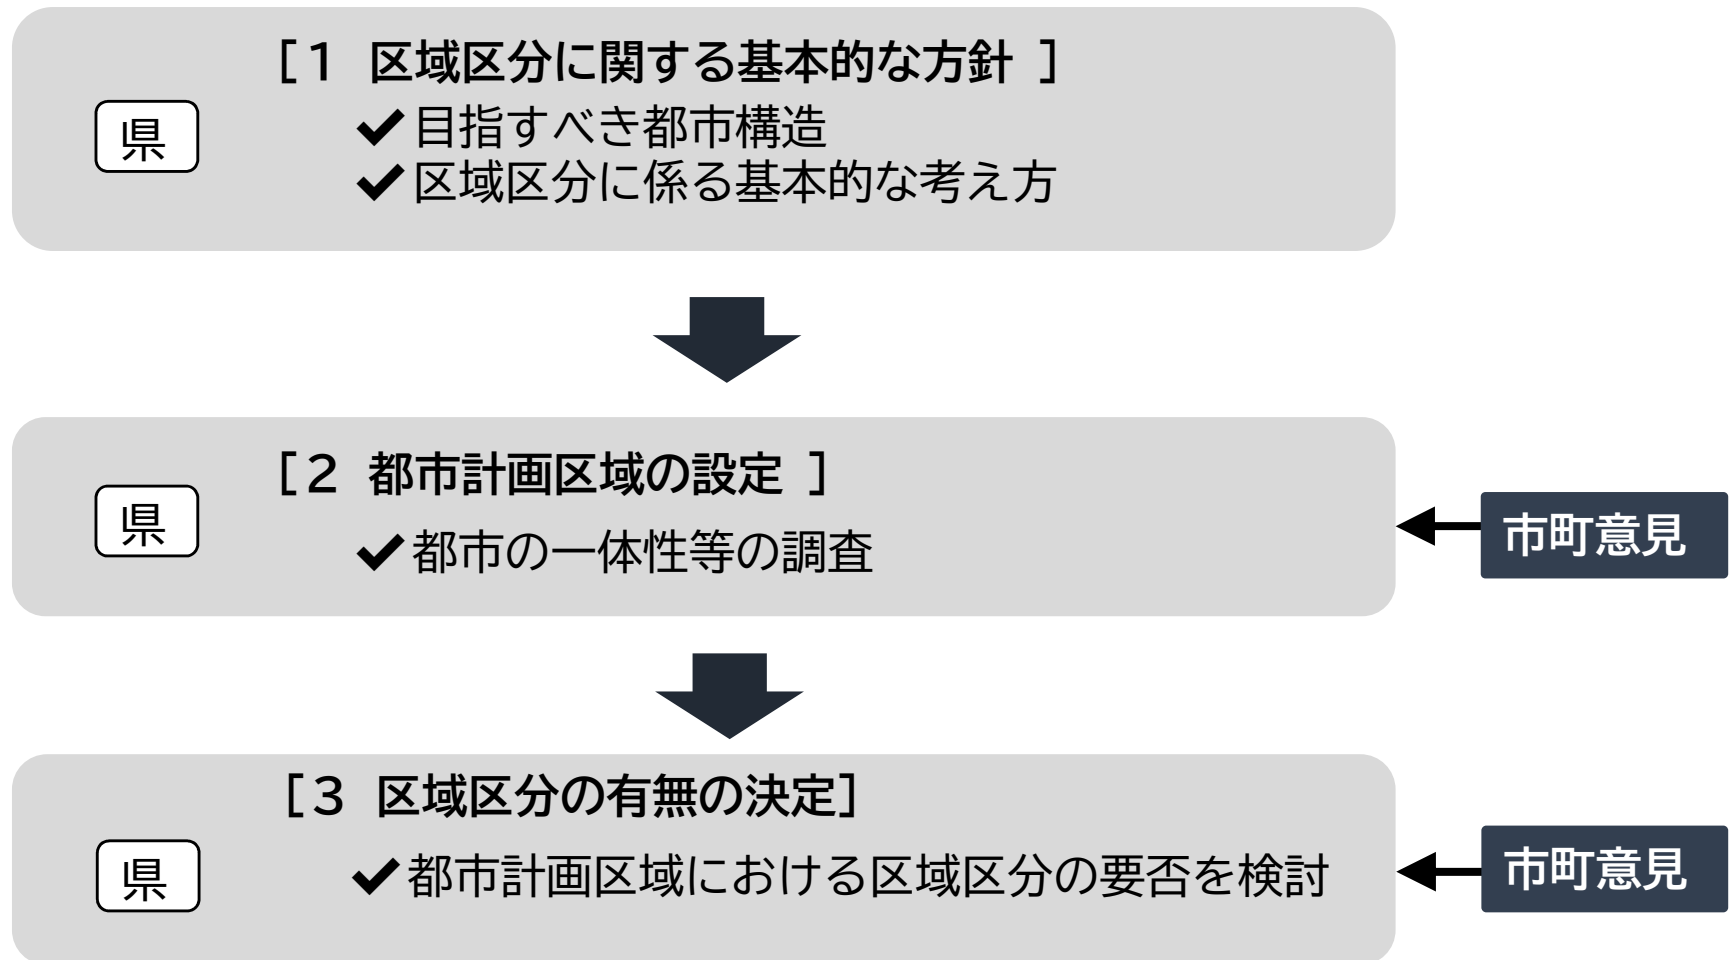 [１ 区域区分に関する基本的な方針 ]
県
✔目指すべき都市構造
✔区域区分に係る基本的な考え方
[２ 都市計画区域の設定 ]
県
✔都市の一体性等の調査
市町意見
[３ 区域区分の有無の決定]
県
✔都市計画区域における区域区分の要否を検討
市町意見